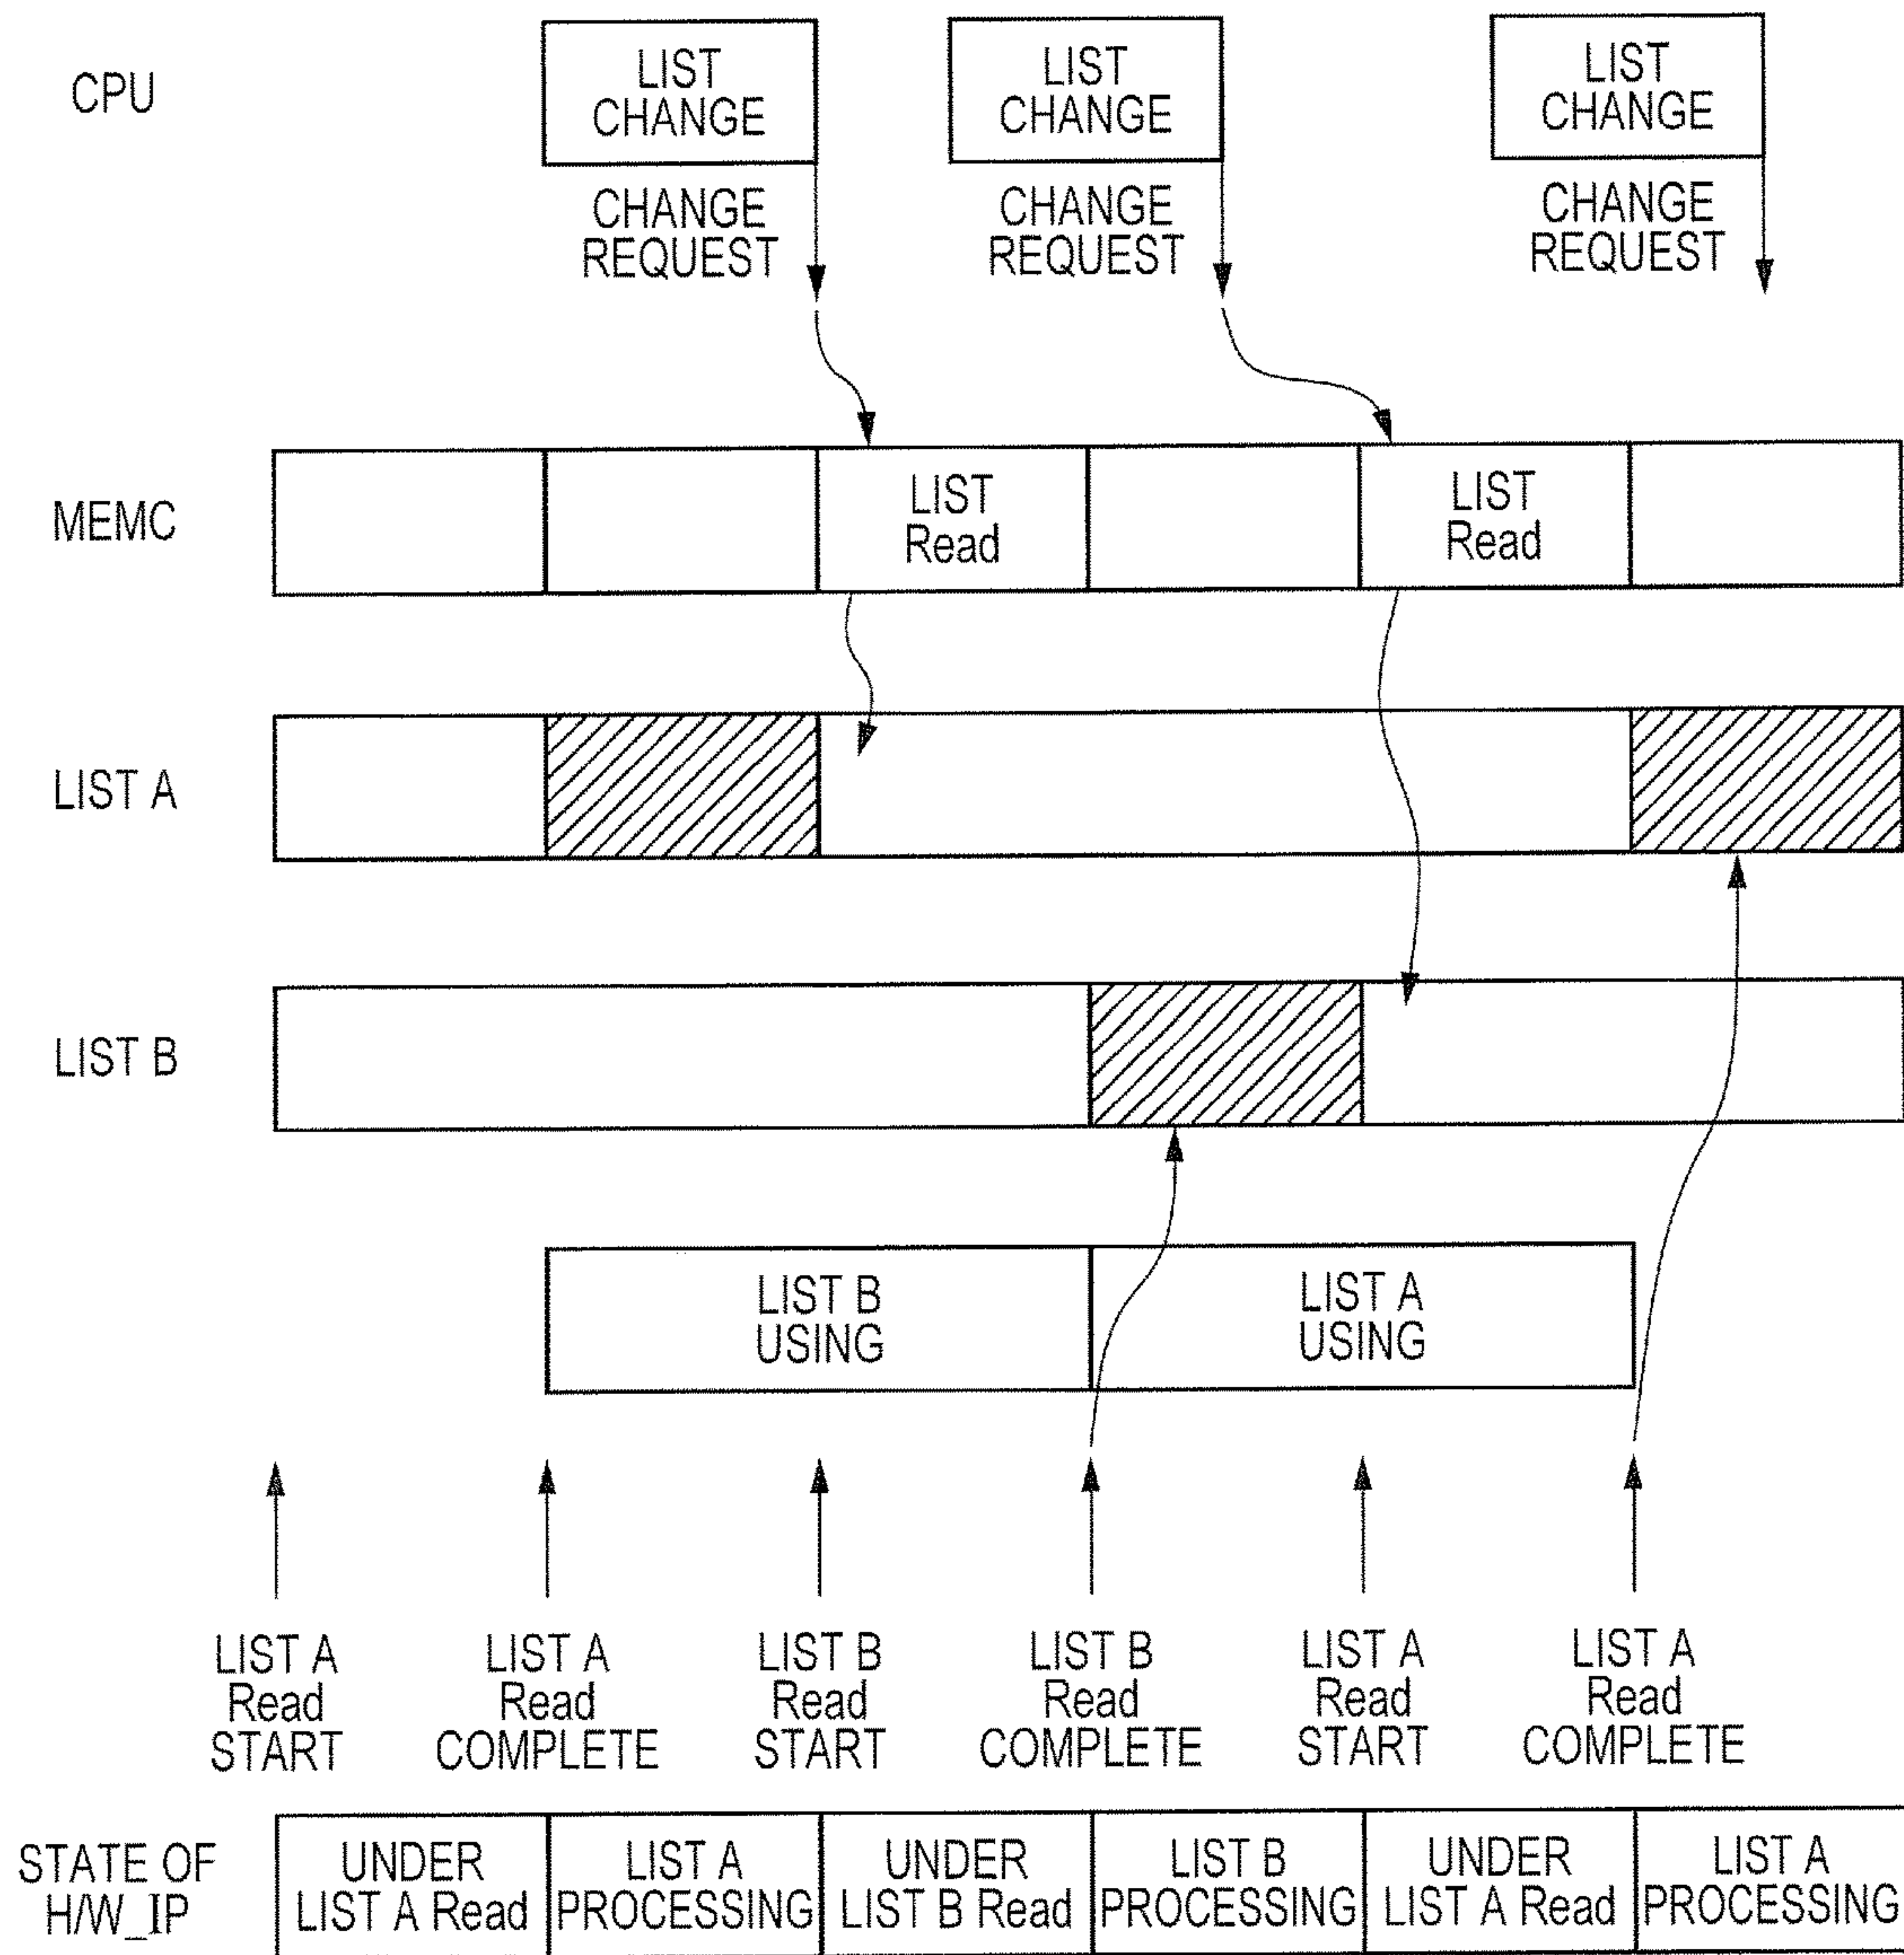 CPU
LIST
CHANGE
LIST
CHANGE
LIST
CHANGE
CHANGE
REQUEST
CHANGE
REQUEST
CHANGE
REQUEST
MEMC
LIST
Read
LIST
Read
LIST A
LIST B
LIST B
USING
LIST A
USING
LIST A
Read
START
LIST A
Read
COMPLETE
LIST B
Read
START
LIST B
Read
COMPLETE
LIST A
Read
START
LIST A
Read
COMPLETE
STATE OF
H/W_IP
UNDER
LIST A Read
LIST A
PROCESSING
UNDER
LIST B Read
LIST B
PROCESSING
UNDER
LIST A Read
LIST A
PROCESSING